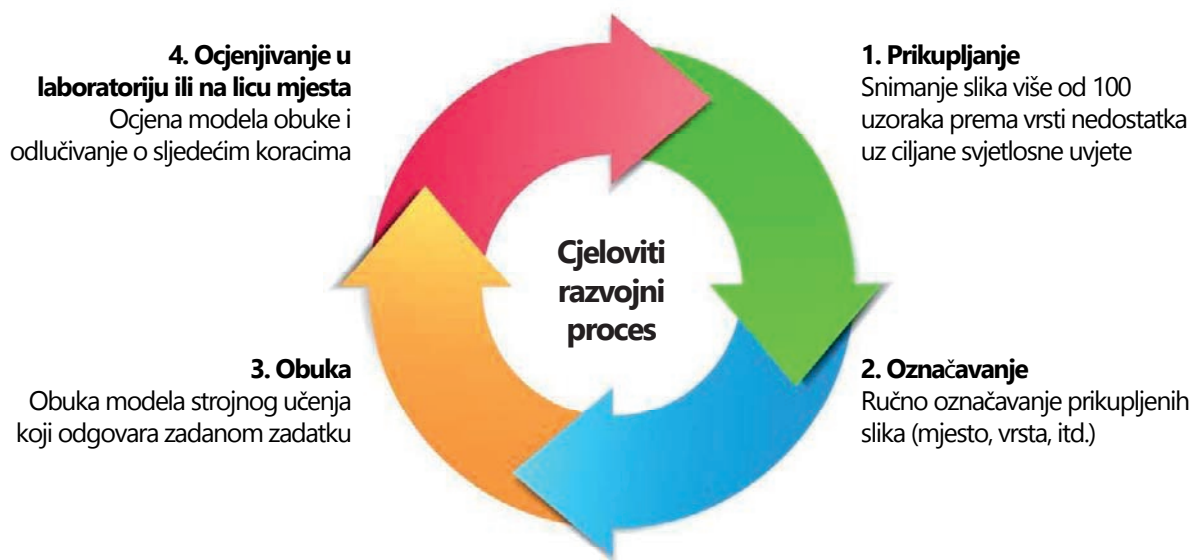 4. Ocjenjivanje u
laboratoriju ili na licu mjesta
Ocjena modela obuke i
odlučivanje o sljedećim koracima
1. Prikupljanje
Snimanje slika više od 100
uzoraka prema vrsti nedostatka
uz ciljane svjetlosne uvjete
Cjeloviti
razvojni
proces
3. Obuka
Obuka modela strojnog učenja
koji odgovara zadanom zadatku
2. Označavanje
Ručno označavanje prikupljenih
slika (mjesto, vrsta, itd.)